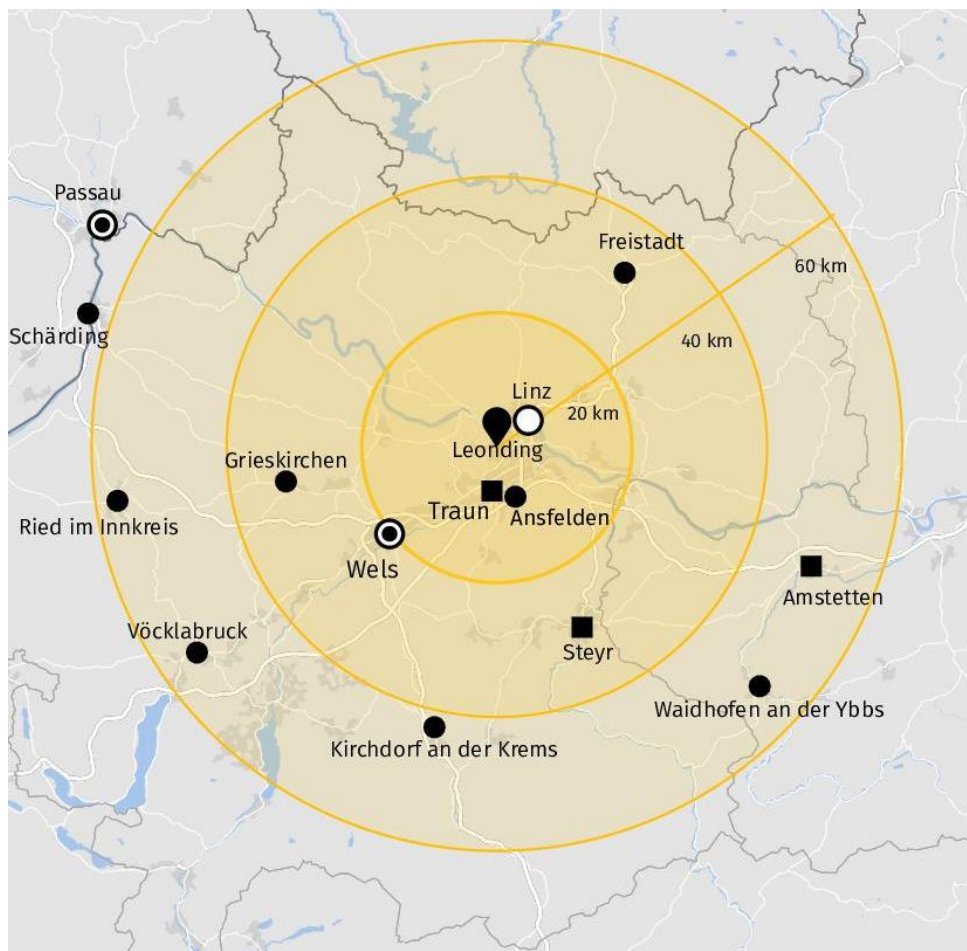 Passau
Freistadt
60 km
Schärding
40 km
Linz
20 km
Leonding
Grieskirchen
Traun
Ansfelden
Ried im Innkreis
Wels
Amstetten
Vöcklabruck
Steyr
Waidhofen an der Ybbs
Kirchdorf an der Krems